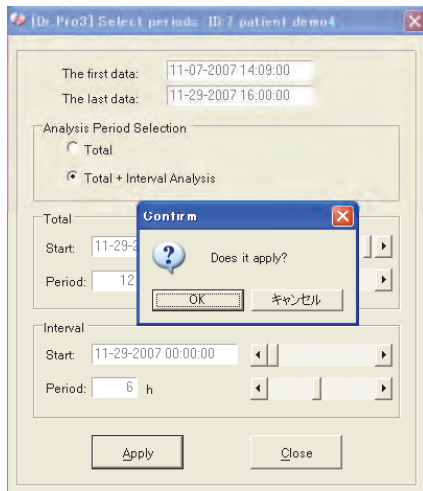 [Dr_Pro3] Select periods ID:7 patient demo4
The first data: 11-07-2007 14:09:00
The last data: 11-29-2007 16:00:00
Analysis Period Selection
Total
Total + Interval Analysis
Total
Confirm
Start: 11-29-2
Does it apply?
Period: 12
OK キャンセル
Interval
Start: 11-29-2007 00:00:00
Period: 6 h
Apply Close